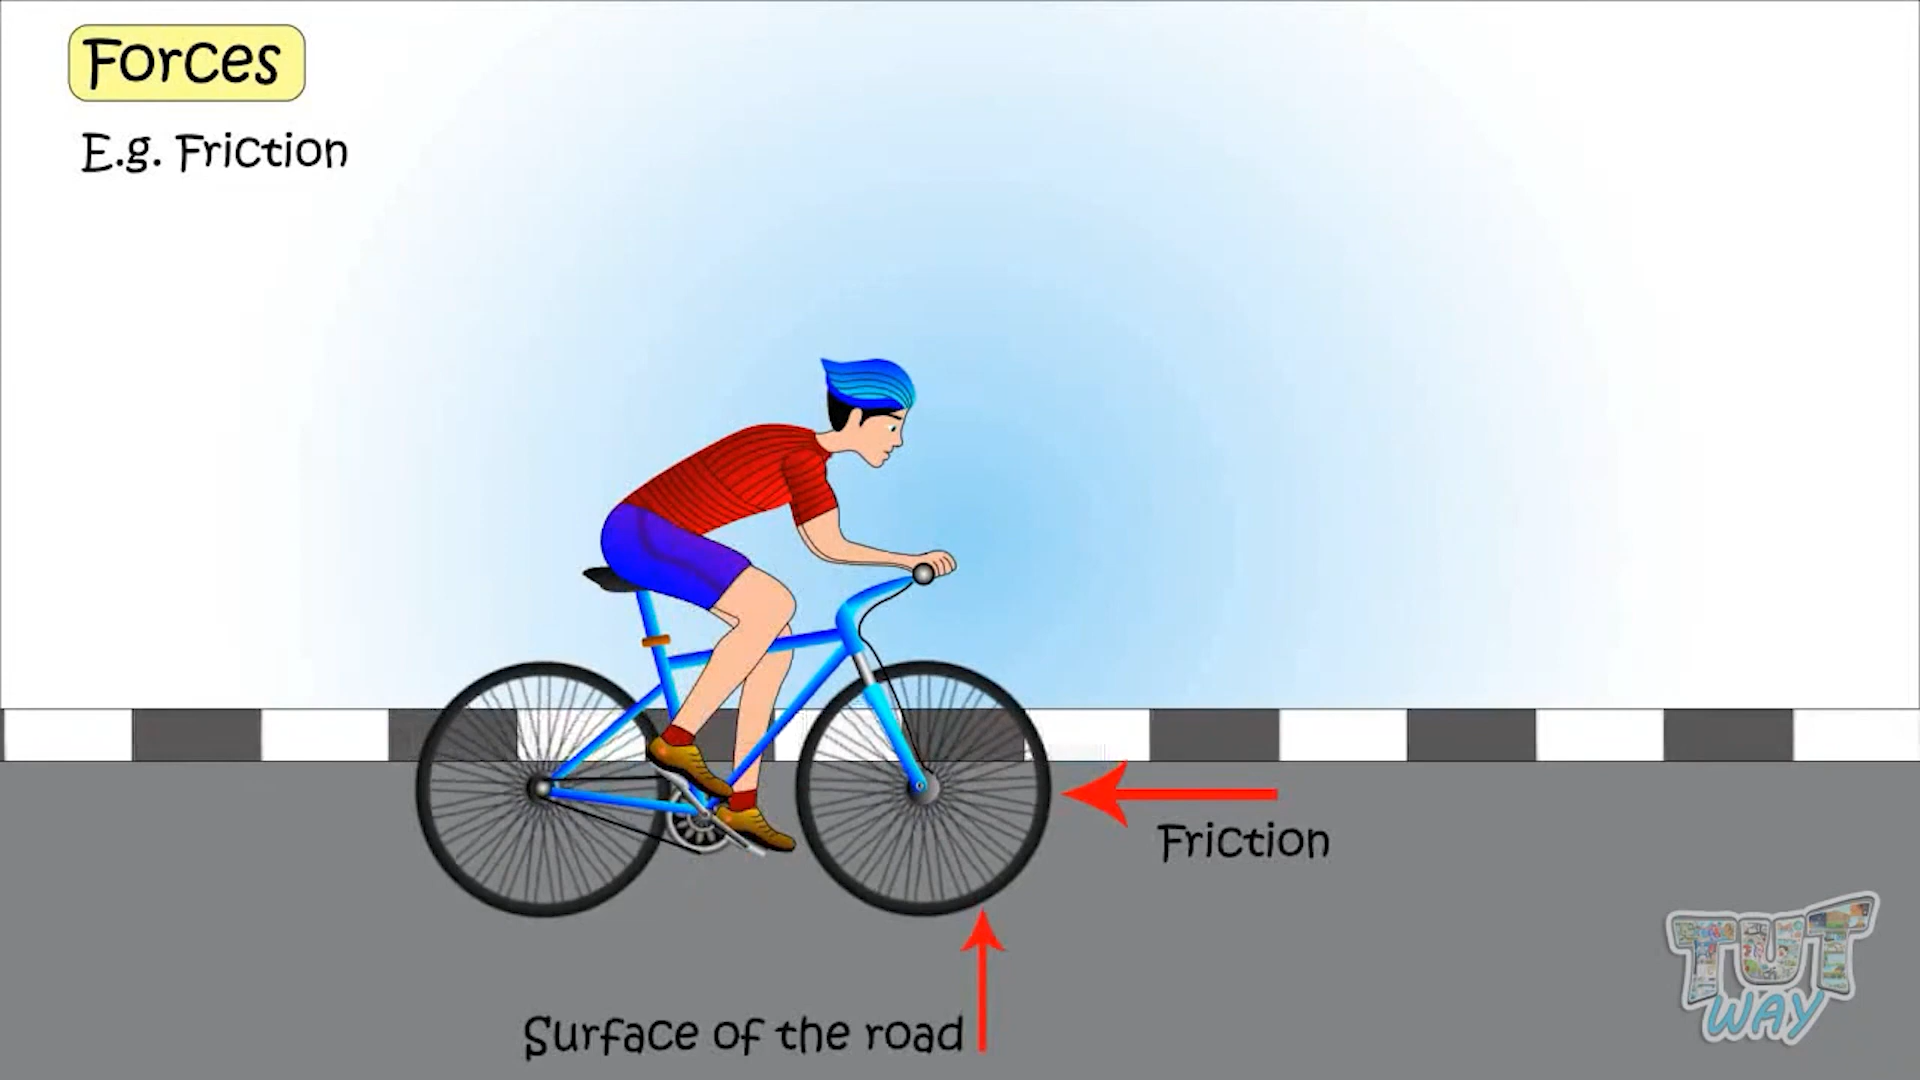 Forces
E.g. Friction
Friction
Surface of the road
TUT
WAY